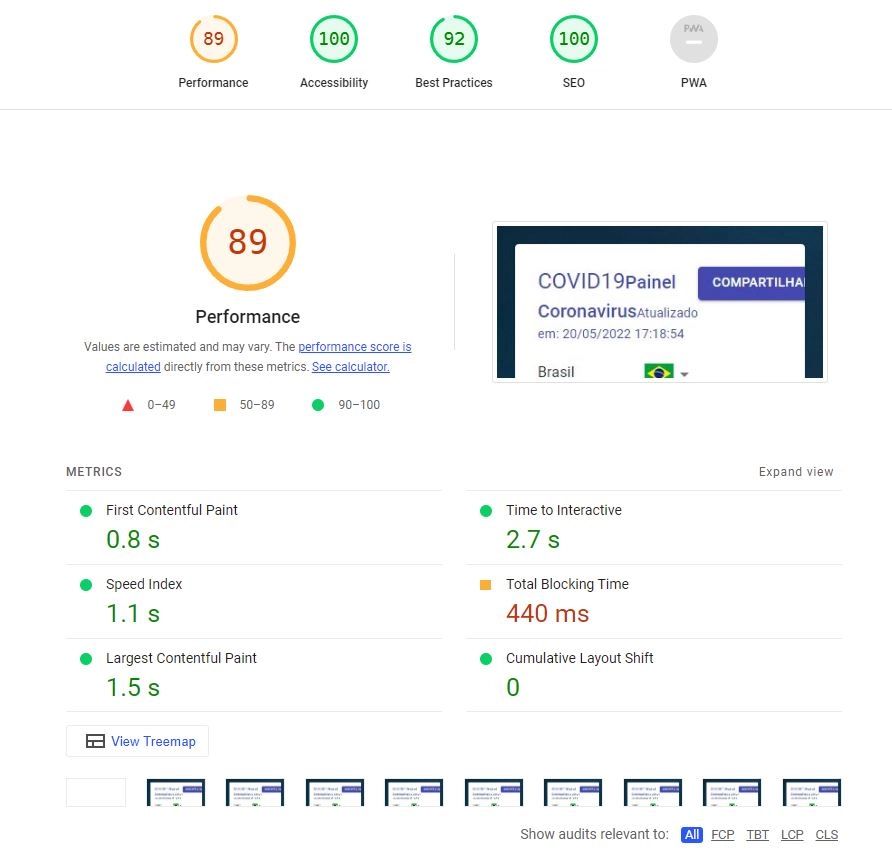 89 100 92 100 PWA
Performance Accessibility Best Practices SEO PWA
89
Performance
Values are estimated and may vary. The performance score is
calculated directly from these metrics. See calculator.
0–49 50–89 90–100
COVID19Painel
Coronavirus Atualizado
em: 20/05/2022 17:18:54
COMPARTILHA
Brasil
METRICS Expand view
First Contentful Paint
0.8 s
Time to Interactive
2.7 s
Speed Index
1.1 s
Total Blocking Time
440 ms
Largest Contentful Paint
1.5 s
Cumulative Layout Shift
0
View Treemap
Show audits relevant to: All FCP TBT LCP CLS